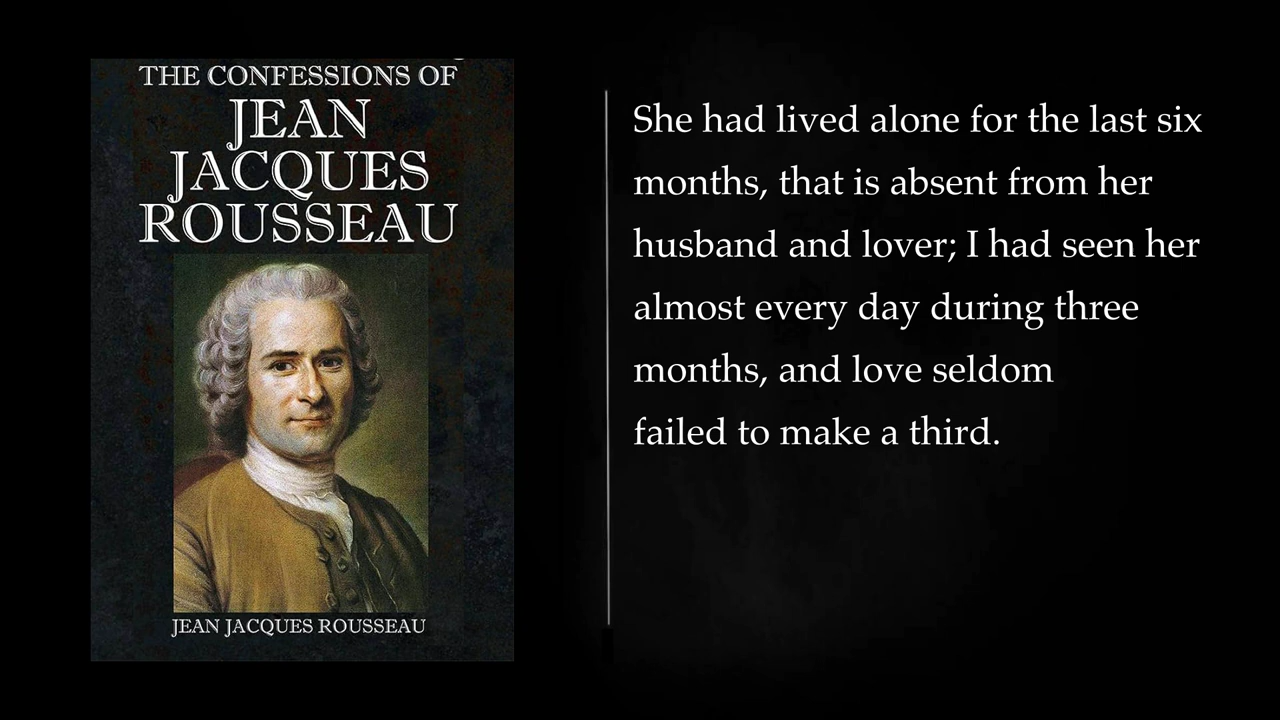 THE CONFESSIONS OF
JEAN
JACQUES
ROUSSEAU
JEAN JACQUES ROUSSEAU
She had lived alone for the last six
months, that is absent from her
husband and lover; I had seen her
almost every day during three
months, and love seldom
failed to make a third.